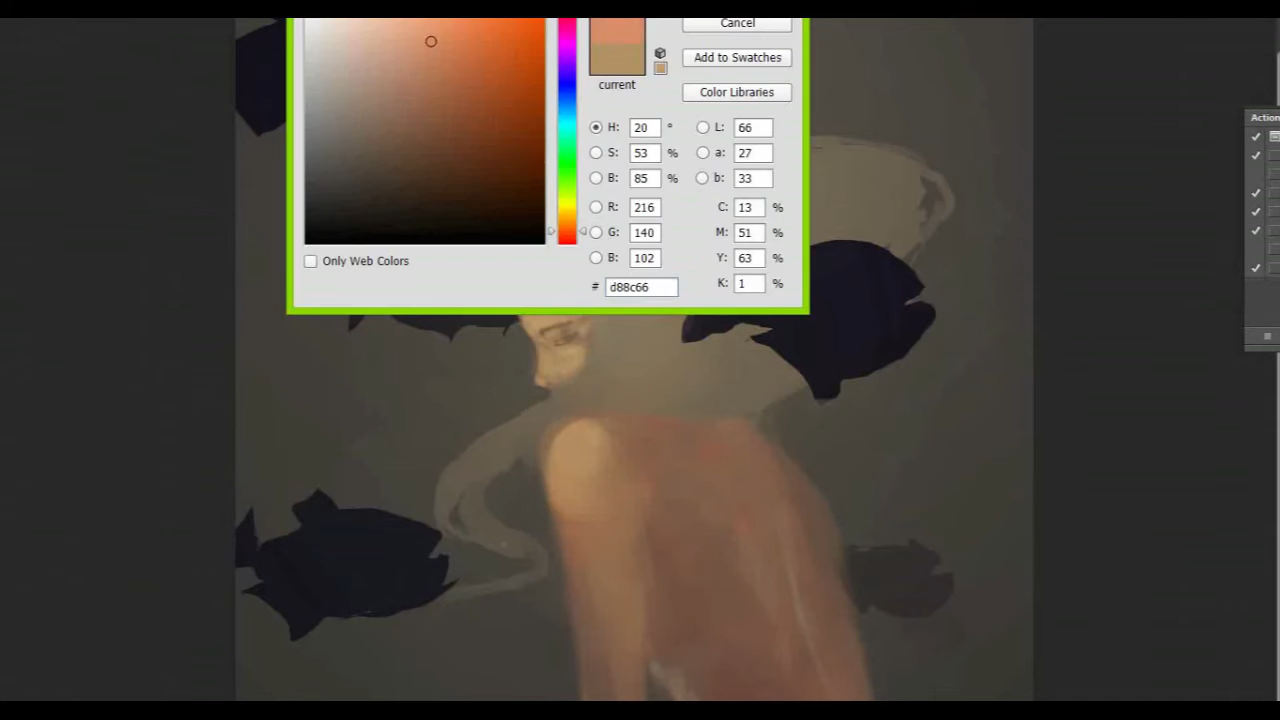 Cancel
Add to Swatches
current
Color Libraries
H: 20 °
L: 66
S: 53 %
a: 27
B: 85 %
b: 33
R: 216
C: 13 %
G: 140
M: 51 %
B: 102
Y: 63 %
# d88c66
K: 1 %
Only Web Colors
Action